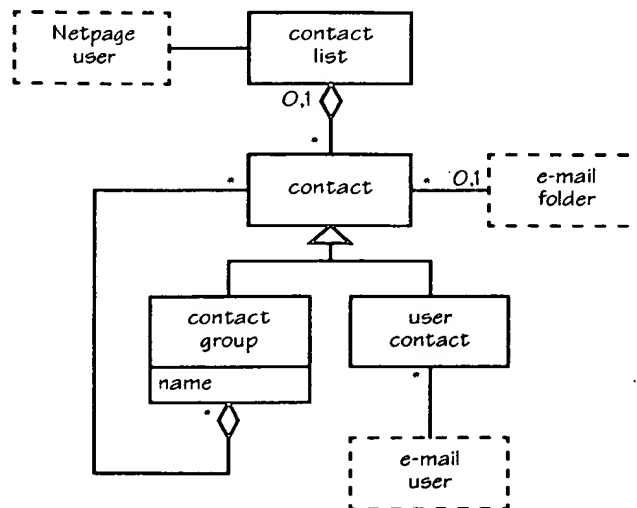 Netpage
user
contact
list
0,1
*
*
contact
*
0,1
e-mail
folder
contact
group
name
*
user
contact
*
e-mail
user